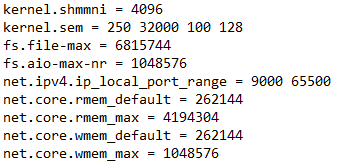 kernel.shmmni = 4096
kernel.sem = 250 32000 100 128
fs.file-max = 6815744
fs.aio-max-nr = 1048576
net.ipv4.ip_local_port_range = 9000 65500
net.core.rmem_default = 262144
net.core.rmem_max = 4194304
net.core.wmem_default = 262144
net.core.wmem_max = 1048576